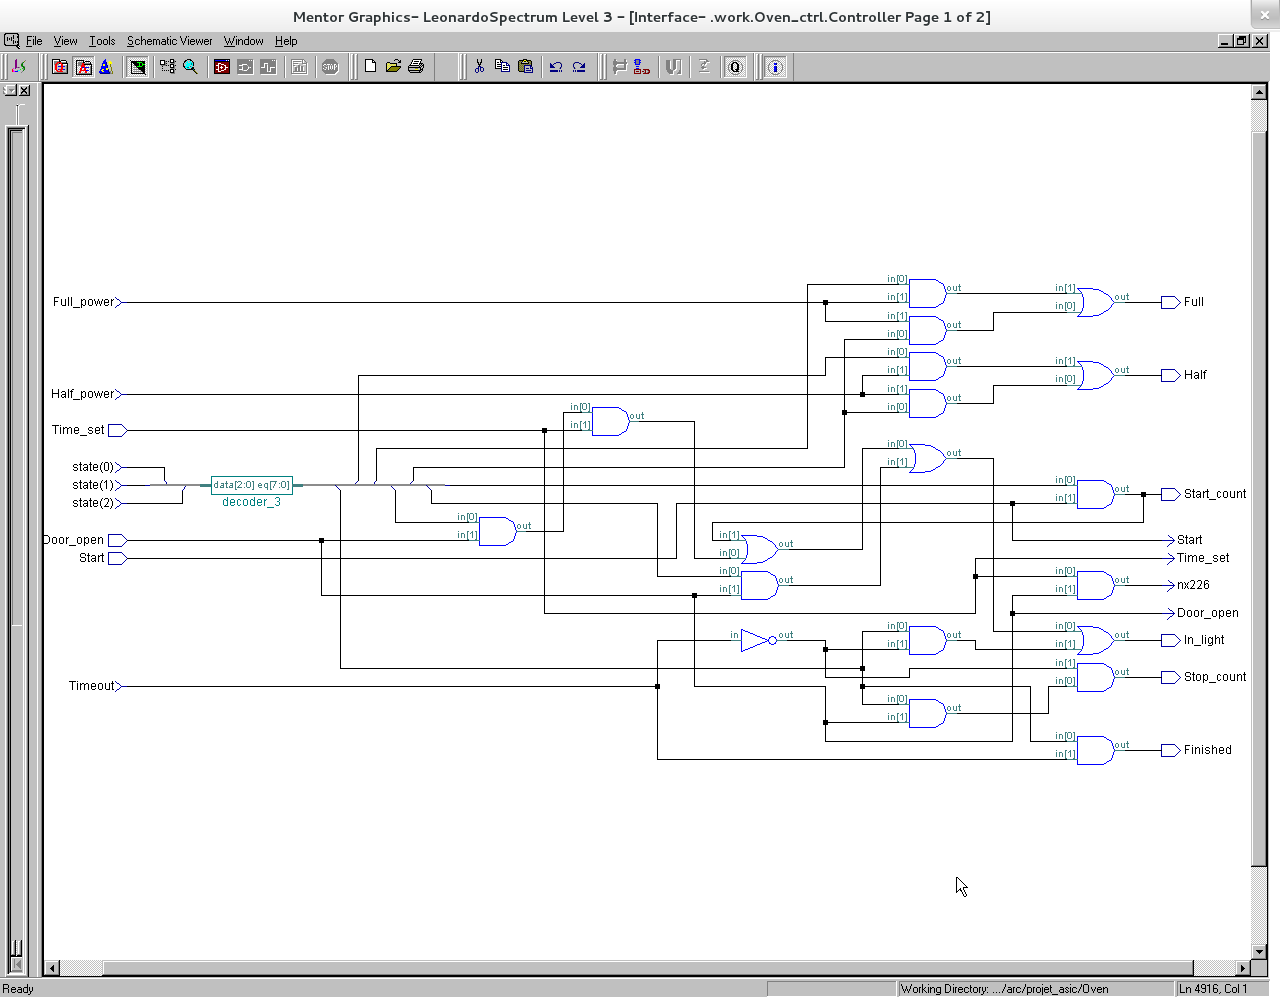 Mentor Graphics- LeonardoSpectrum Level 3 - [Interface- .work.Oven_ctrl.Controller Page 1 of 2]
File View Tools Schematic Viewer Window Help
STOP Q i
in[0]
out in[1] out
Full_power in[1] Full
in[1] out in[0]
in[0]
in[0]
out in[1] out
in[1] Half
Half_power in[1] out in[0]
in[0] in[0]
out
Time_set in[1]
in[0] out
state(0) in[1]
state(1) data[2:0] eq[7:0] in[0] out
state(2) decoder_3 in[1] Start_count
in[0] out
Door_open in[1] in[1] out Start
Start in[0] Time_set
in[0] out in[0] out
in[1] in[1] nx226
Door_open
in out in[0] out in[0] out
in[1] in[1] In_light
in[1] out
Timeout in[0] Stop_count
in[0] out
in[1]
in[0] out
in[1] Finished
Ready Working Directory: .../arc/projet_asic/Oven Ln 4916, Col 1